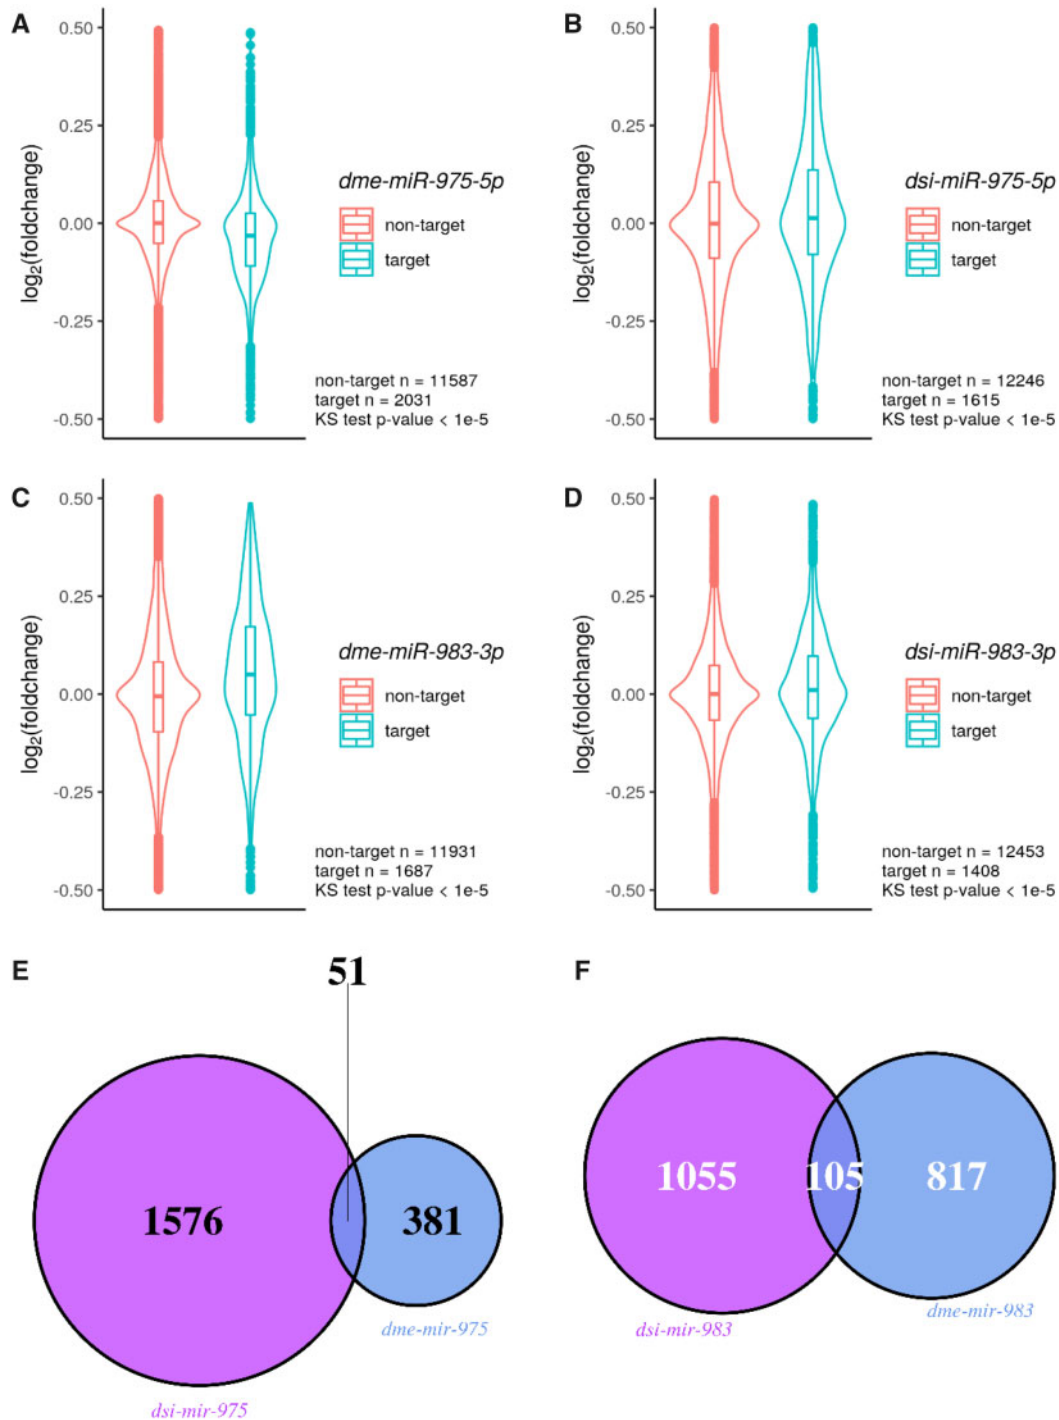 A
0.50
0.25
0.00
-0.25
-0.50
log2(foldchange)
dme-miR-975-5p
non-target
target
non-target n = 11587
target n = 2031
KS test p-value < 1e-5
B
0.50
0.25
0.00
-0.25
-0.50
log2(foldchange)
dsi-miR-975-5p
non-target
target
non-target n = 12246
target n = 1615
KS test p-value < 1e-5
C
0.50
0.25
0.00
-0.25
-0.50
log2(foldchange)
dme-miR-983-3p
non-target
target
non-target n = 11931
target n = 1687
KS test p-value < 1e-5
D
0.50
0.25
0.00
-0.25
-0.50
log2(foldchange)
dsi-miR-983-3p
non-target
target
non-target n = 12453
target n = 1408
KS test p-value < 1e-5
E
51
1576
381
dme-mir-975
dsi-mir-975
F
1055
105
817
dme-mir-983
dsi-mir-983